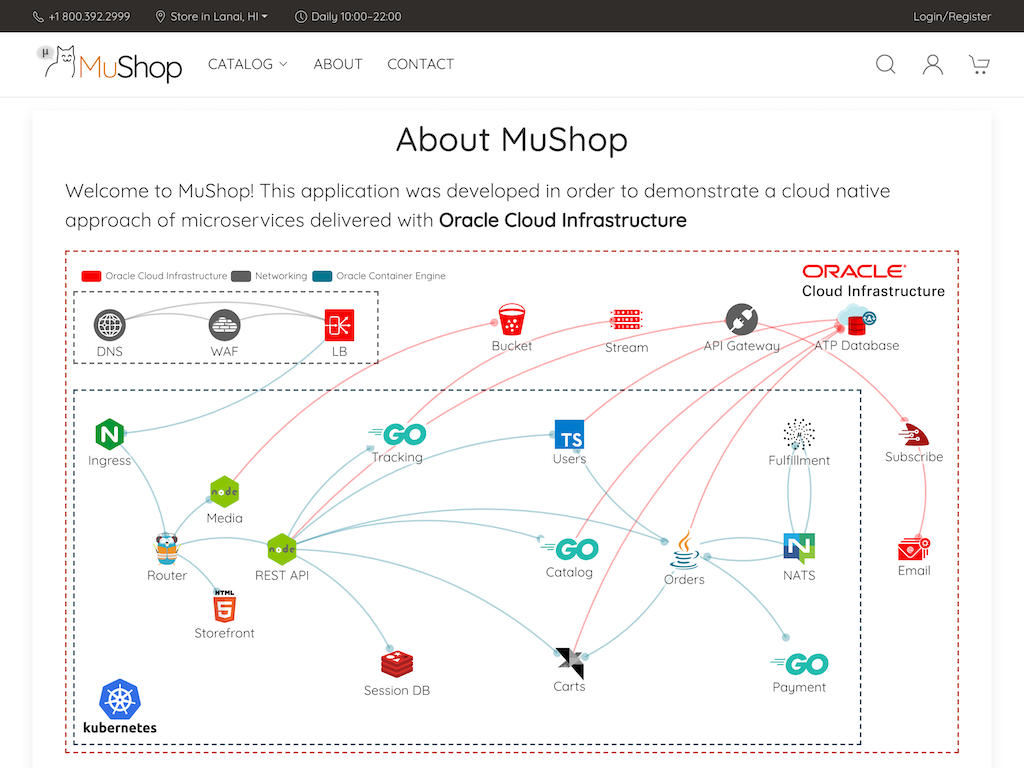 +1 800.392.2999
Store in Lanai, HI
Daily 10:00–22:00
Login/Register
μ
MuShop
CATALOG
ABOUT
CONTACT
About MuShop
Welcome to MuShop! This application was developed in order to demonstrate a cloud native
approach of microservices delivered with Oracle Cloud Infrastructure
Oracle Cloud Infrastructure
Networking
Oracle Container Engine
ORACLE®
Cloud Infrastructure
DNS
WAF
LB
Bucket
Stream
API Gateway
ATP Database
N
Ingress
GO
Tracking
TS
Users
Fulfillment
Subscribe
node
Media
Router
node
REST API
GO
Catalog
Orders
N
NATS
Email
HTML
5
Storefront
Session DB
Carts
GO
Payment
kubernetes